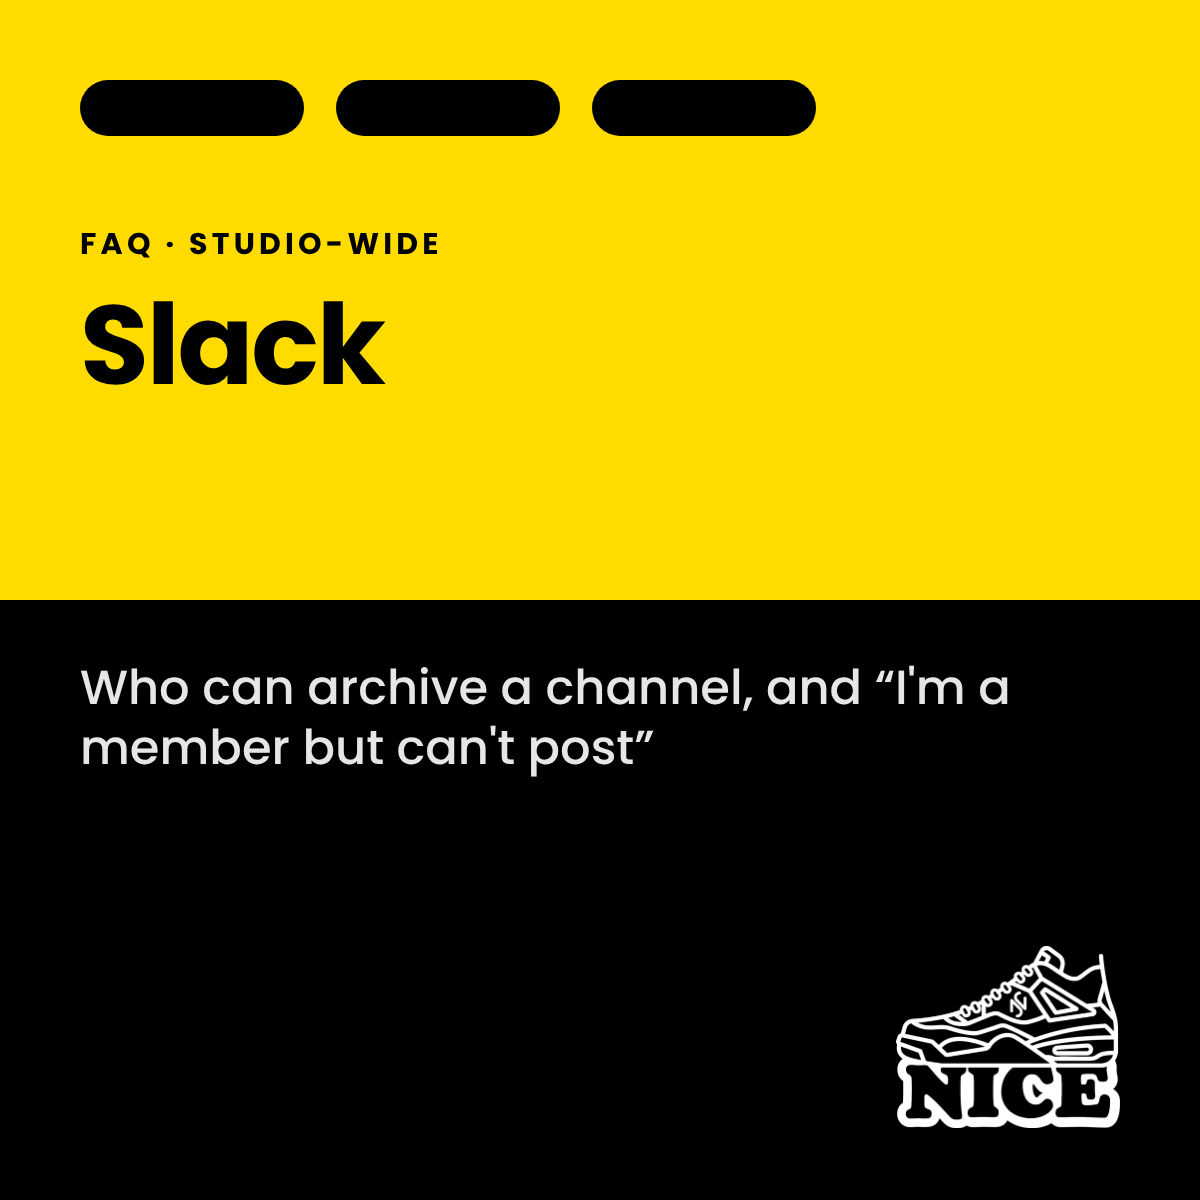 FAQ · STUDIO-WIDE
Slack
Who can archive a channel, and “I'm a
member but can't post”
NICE